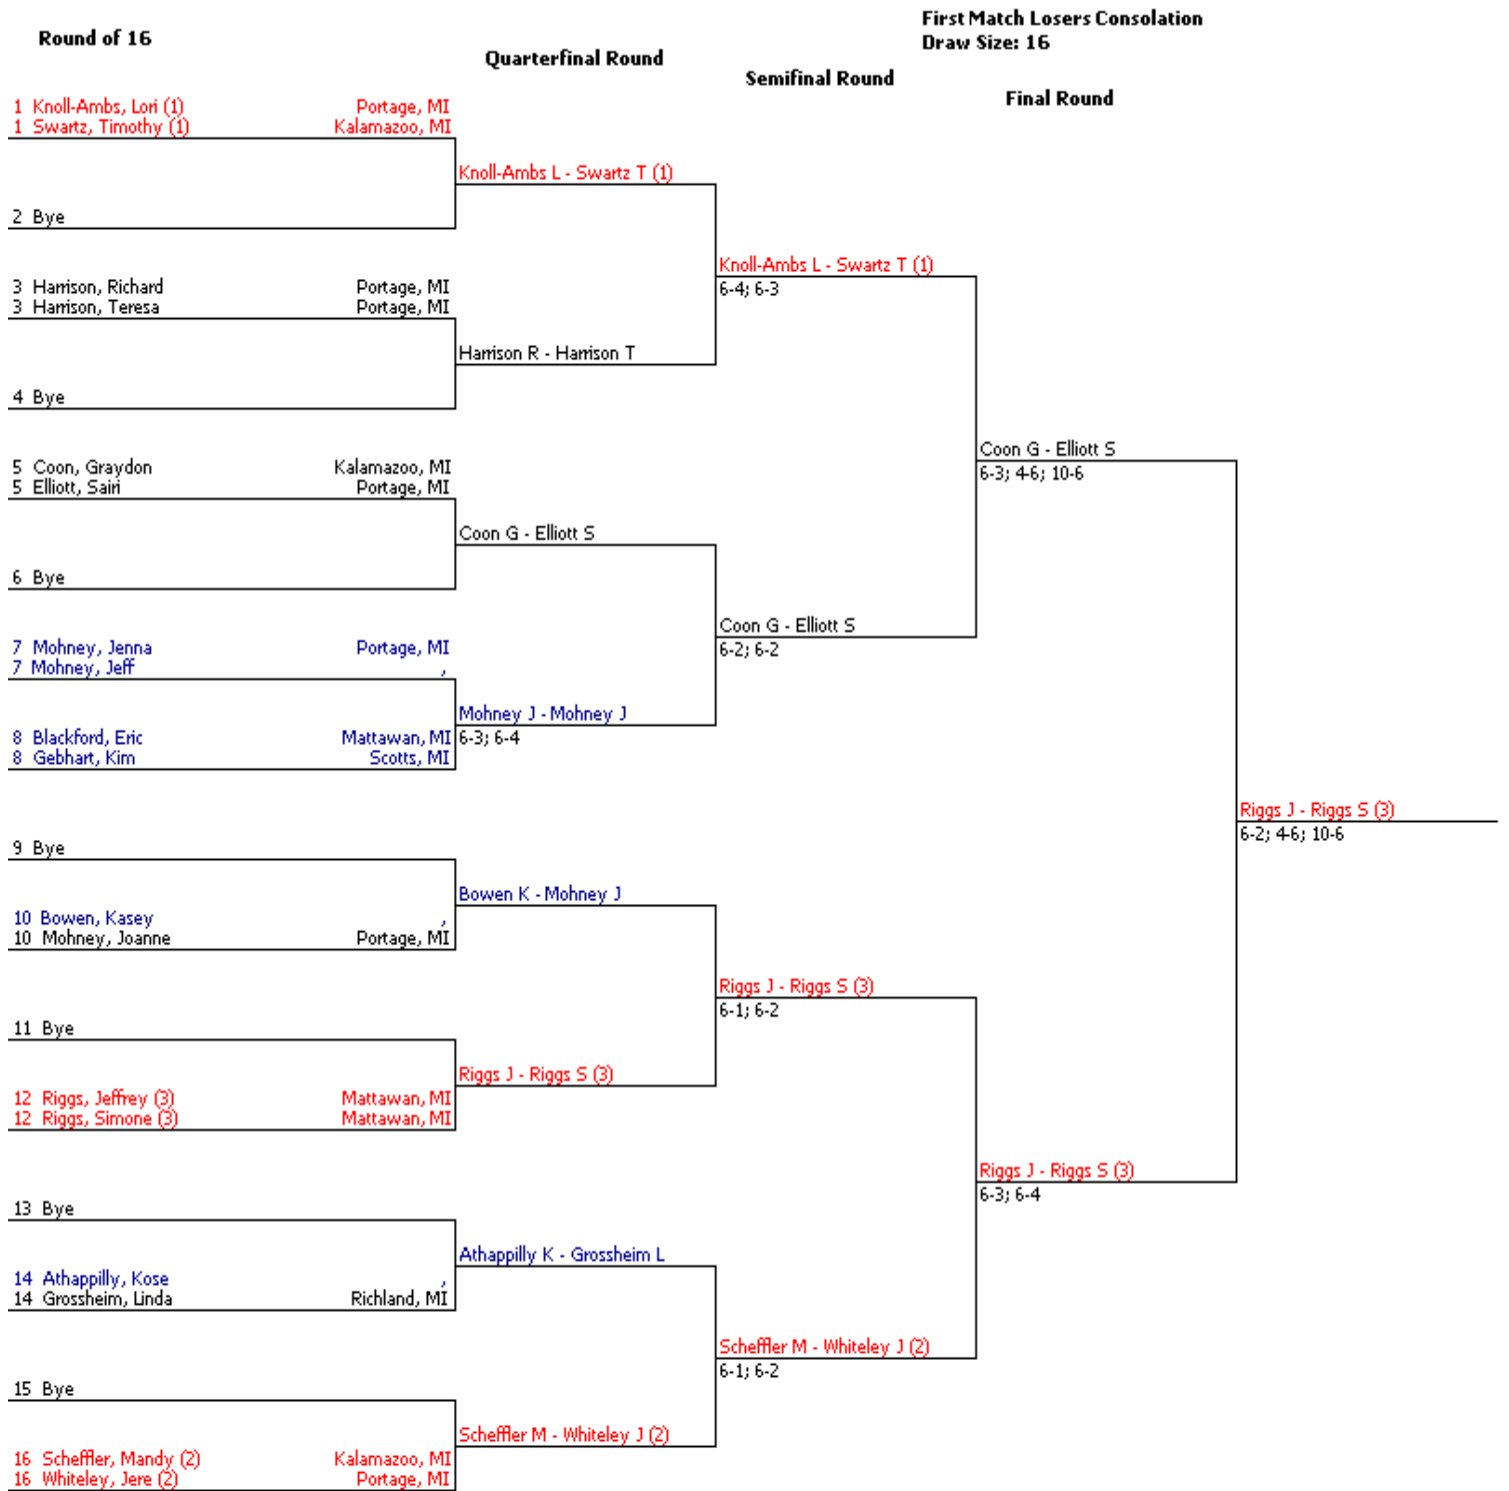 First Match Losers Consolation
Draw Size: 16
Round of 16
Quarterfinal Round
Semifinal Round
Final Round
1 Knoll-Ambs, Lori (1) Portage, MI
1 Swartz, Timothy (1) Kalamazoo, MI
Knoll-Ambs L - Swartz T (1)
2 Bye
Knoll-Ambs L - Swartz T (1)
6-4; 6-3
3 Harrison, Richard Portage, MI
3 Harrison, Teresa Portage, MI
Harrison R - Harrison T
4 Bye
Coon G - Elliott S
6-3; 4-6; 10-6
5 Coon, Graydon Kalamazoo, MI
5 Elliott, Sairi Portage, MI
Coon G - Elliott S
6 Bye
Coon G - Elliott S
6-2; 6-2
7 Mohney, Jenna Portage, MI
7 Mohney, Jeff ,
Mohney J - Mohney J
6-3; 6-4
8 Blackford, Eric Mattawan, MI
8 Gebhart, Kim Scotts, MI
Riggs J - Riggs S (3)
6-2; 4-6; 10-6
9 Bye
Bowen K - Mohney J
10 Bowen, Kasey ,
10 Mohney, Joanne Portage, MI
Riggs J - Riggs S (3)
6-1; 6-2
11 Bye
Riggs J - Riggs S (3)
12 Riggs, Jeffrey (3) Mattawan, MI
12 Riggs, Simone (3) Mattawan, MI
Riggs J - Riggs S (3)
6-3; 6-4
13 Bye
Athappilly K - Grossheim L
14 Athappilly, Kose ,
14 Grossheim, Linda Richland, MI
Scheffler M - Whiteley J (2)
6-1; 6-2
15 Bye
Scheffler M - Whiteley J (2)
16 Scheffler, Mandy (2) Kalamazoo, MI
16 Whiteley, Jere (2) Portage, MI